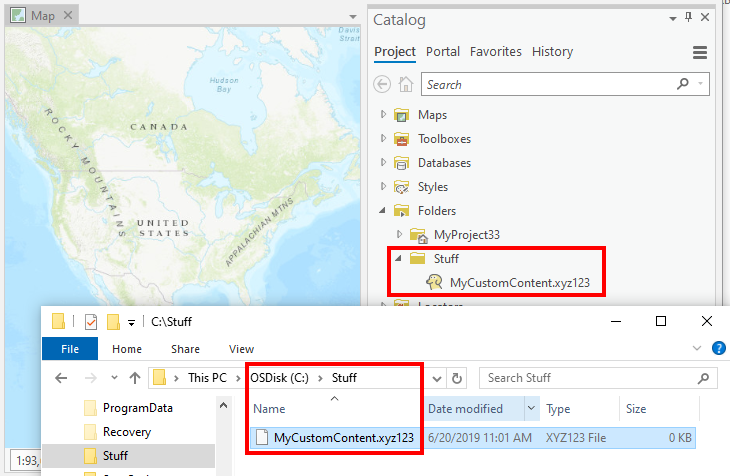 Map
Hudson
Bay
Davis
Strait
CANADA
ROCKY MOUNTAINS
UNITED
STATES
APPALACHIAN MTNS
1:93,
Catalog
Project Portal Favorites History
Search
Maps
Toolboxes
Databases
Styles
Folders
MyProject33
Stuff
MyCustomContent.xyz123
C:\Stuff
File Home Share View
This PC OSDisk (C:) Stuff Search Stuff
Name Date modified Type Size
ProgramData
Recovery
Stuff
MyCustomContent.xyz123 6/20/2019 11:01 AM XYZ123 File 0 KB